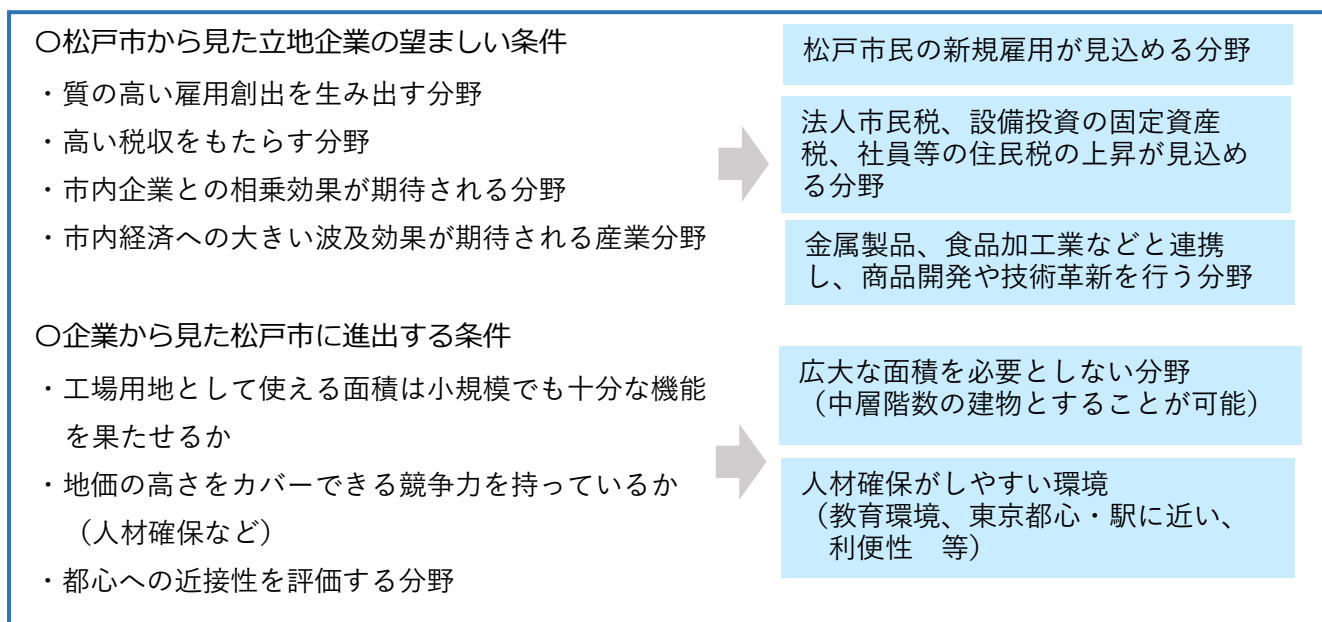 〇松戸市から見た立地企業の望ましい条件
・質の高い雇用創出を生み出す分野
・高い税収をもたらす分野
・市内企業との相乗効果が期待される分野
・市内経済への大きい波及効果が期待される産業分野
松戸市民の新規雇用が見込める分野
法人市民税、設備投資の固定資産
税、社員等の住民税の上昇が見込め
る分野
金属製品、食品加工業などと連携
し、商品開発や技術革新を行う分野
〇企業から見た松戸市に進出する条件
・工場用地として使える面積は小規模でも十分な機能
を果たせるか
・地価の高さをカバーできる競争力を持っているか
（人材確保など）
・都心への近接性を評価する分野
広大な面積を必要としない分野
（中層階数の建物とすることが可能）
人材確保がしやすい環境
（教育環境、東京都心・駅に近い、
利便性　等）